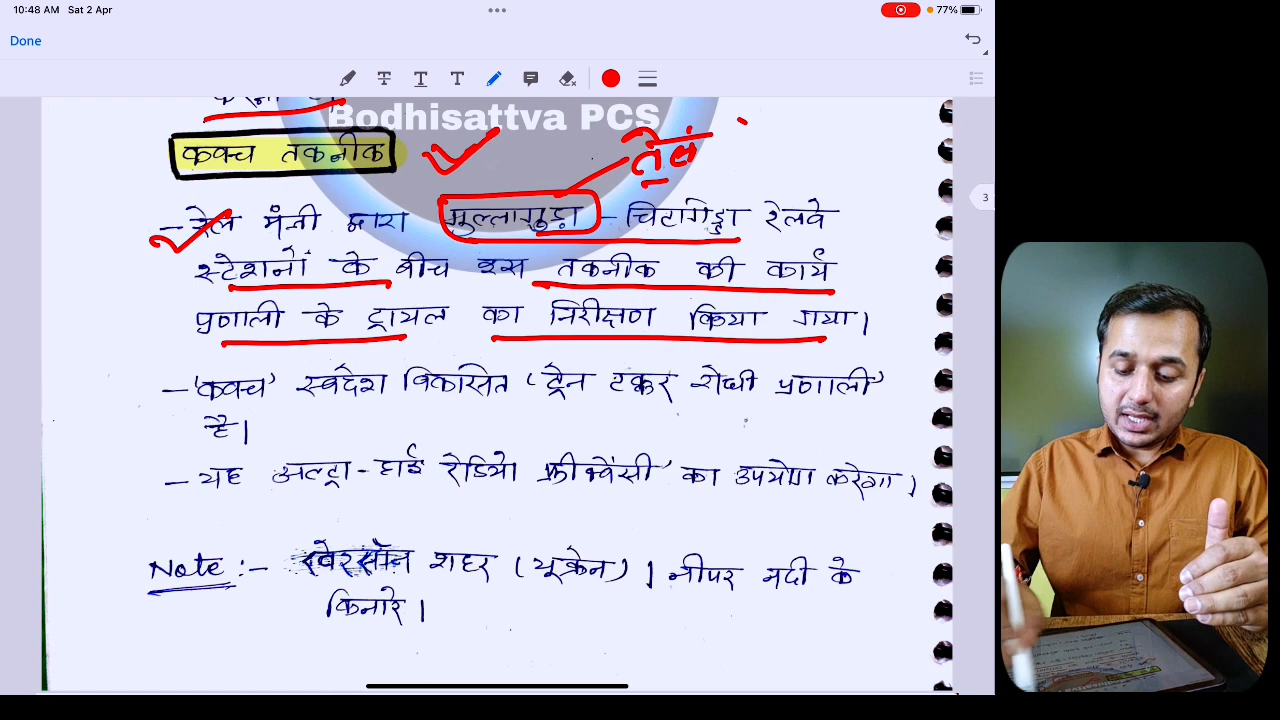 10:48 AM Sat 2 Apr
77%
Done
Bodhisattva PCS
कवच तकनीक
तेलं
- रेल मंत्री द्वारा गुल्लागुड़ा - चिटगिड्डा रेलवे
स्टेशनों के बीच इस तकनीक की कार्य
प्रणाली के ट्रायल का निरीक्षण किया गया।
3
- 'कवच' स्वदेश विकसित 'ट्रेन टक्कर रोधी प्रणाली'
है।
- यह अल्ट्रा-हाई रेडियो फ्रीक्वेंसी' का उपयोग करेगा।
Note :- खेरसॉन शहर (यूक्रेन) । नीपर नदी के
किनारे।